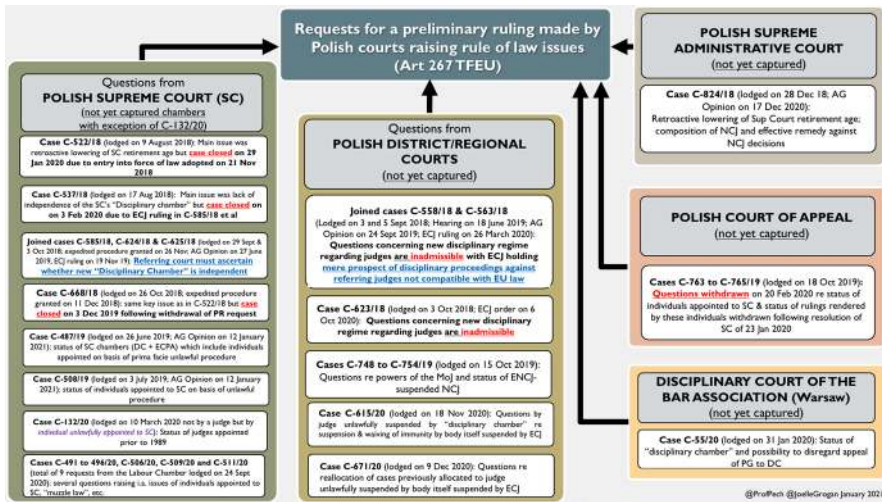 Requests for a preliminary ruling made by
Polish courts raising rule of law issues
(Art 267 TFEU)
Questions from
POLISH SUPREME COURT (SC)
(not yet captured chambers
with exception of C-132/20)
Case C-522/18 (lodged on 9 August 2018): Main issue was
retroactive lowering of SC retirement age but case closed on 29
Jan 2020 due to entry into force of law adopted on 21 Nov
2018
Case C-537/18 (lodged on 17 Aug 2018): Main issue was lack of
independence of the SC's "Disciplinary chamber" but case closed on
on 3 Feb 2020 due to ECJ ruling in C-585/18 et al
Joined cases C-585/18, C-624/18 & C-625/18 (lodged on 29 Sept &
3 Oct 2018; expedited procedure granted on 26 Nov; AG Opinion on 27 June
2019, ECJ ruling on 19 Nov 19): Referring court must ascertain
whether new "Disciplinary Chamber" is independent
Case C-668/18 (lodged on 26 Oct 2018; expedited procedure
granted on 11 Dec 2018): same key issue as in C-522/18 but case
closed on 3 Dec 2019 following withdrawal of PR request
Case C-487/19 (lodged on 26 June 2019; AG Opinion on 12 January
2021): status of SC chambers (DC + ECPA) which include individuals
appointed on basis of prima facie unlawful procedure
Case C-508/19 (lodged on 3 July 2019; AG Opinion on 12 January
2021): status of individuals appointed to SC on basis of unlawful
procedure
Case C-132/20 (lodged on 10 March 2020 not by a judge but by
individual unlawfully appointed to SC): Status of judges appointed
prior to 1989
Cases C-491 to 496/20, C-506/20, C-509/20 and C-511/20
(total of 9 requests from the Labour Chamber lodged on 24 Sept
2020): several questions raising i.a. issues of individuals appointed to
SC, "muzzle law", etc.
Questions from
POLISH DISTRICT/REGIONAL
COURTS
(not yet captured)
Joined cases C-558/18 & C-563/18
(Lodged on 3 and 5 Sept 2018; Hearing on 18 June 2019; AG
Opinion on 24 Sept 2019; ECJ ruling on 26 March 2020):
Questions concerning new disciplinary regime
regarding judges are inadmissible with ECJ holding
mere prospect of disciplinary proceedings against
referring judges not compatible with EU law
Case C-623/18 (lodged on 3 Oct 2018; ECJ order on 6
Oct 2020): Questions concerning new disciplinary
regime regarding judges are inadmissible
Cases C-748 to C-754/19 (lodged on 15 Oct 2019):
Questions re powers of the MoJ and status of ENCJ-
suspended NCJ
Case C-615/20 (lodged on 18 Nov 2020): Questions by
judge unlawfully suspended by "disciplinary chamber" re
suspension & waiving of immunity by body itself suspended by ECJ
Case C-671/20 (lodged on 9 Dec 2020): Questions re
reallocation of cases previously allocated to judge
unlawfully suspended by body itself suspended by ECJ
POLISH SUPREME
ADMINISTRATIVE COURT
(not yet captured)
Case C-824/18 (lodged on 28 Dec 18; AG
Opinion on 17 Dec 2020):
Retroactive lowering of Sup Court retirement age;
composition of NCJ and effective remedy against
NCJ decisions
POLISH COURT OF APPEAL
(not yet captured)
Cases C-763 to C-765/19 (lodged on 18 Oct 2019):
Questions withdrawn on 20 Feb 2020 re status of
individuals appointed to SC & status of rulings rendered
by these individuals withdrawn following resolution of
SC of 23 Jan 2020
DISCIPLINARY COURT OF THE
BAR ASSOCIATION (Warsaw)
(not yet captured)
Case C-55/20 (lodged on 31 Jan 2020): Status of
"disciplinary chamber" and possibility to disregard appeal
of PG to DC
@ProfPech @JoelleGrogan January 2021